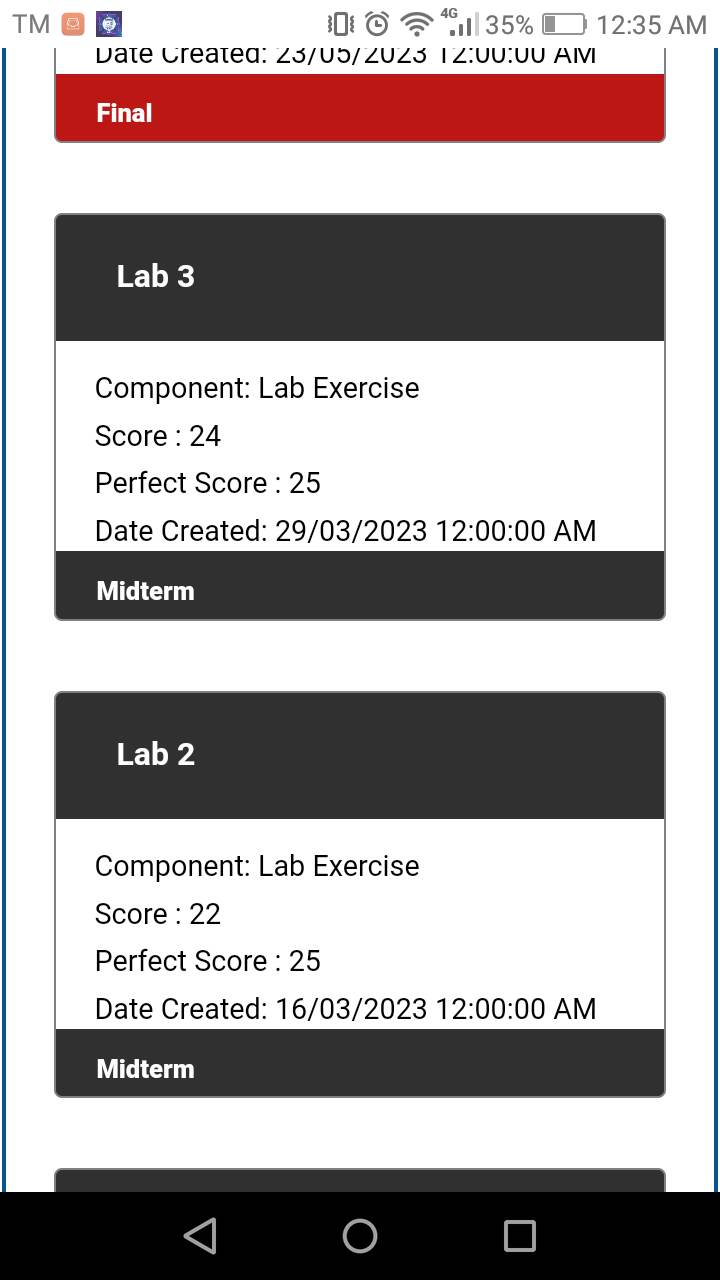 TM 4G 35% 12:35 AM
Date Created: 23/05/2023 12:00:00 AM
Final
Lab 3
Component: Lab Exercise
Score : 24
Perfect Score : 25
Date Created: 29/03/2023 12:00:00 AM
Midterm
Lab 2
Component: Lab Exercise
Score : 22
Perfect Score : 25
Date Created: 16/03/2023 12:00:00 AM
Midterm